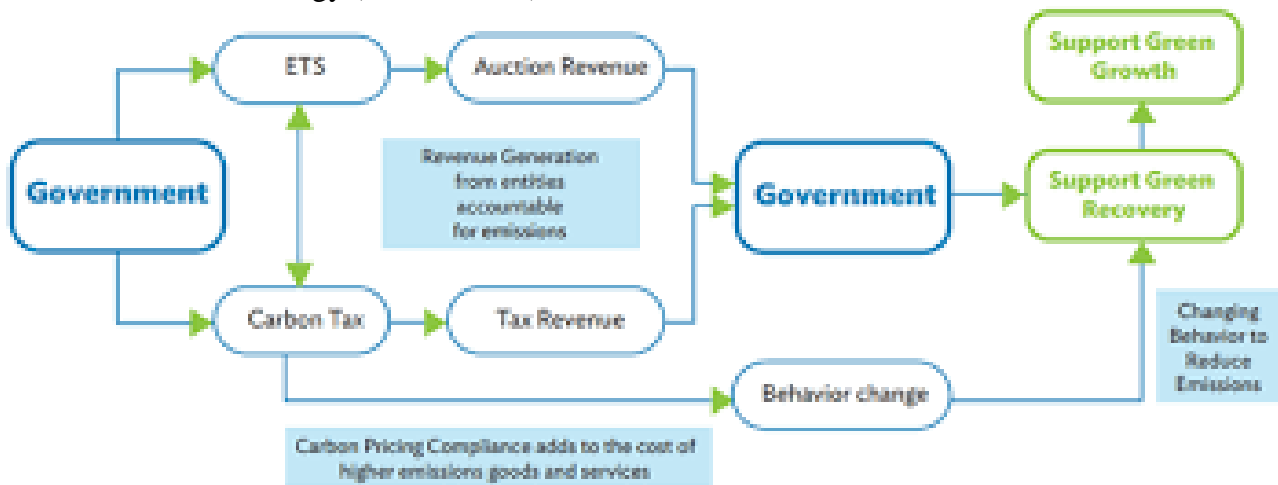 ETS
Auction Revenue
Support Green
Growth
Government
Revenue Generation
from entities
accountable
for emissions
Government
Support Green
Recovery
Carbon Tax
Tax Revenue
Changing
Behavior to
Reduce
Emissions
Behavior change
Carbon Pricing Compliance adds to the cost of
higher emissions goods and services